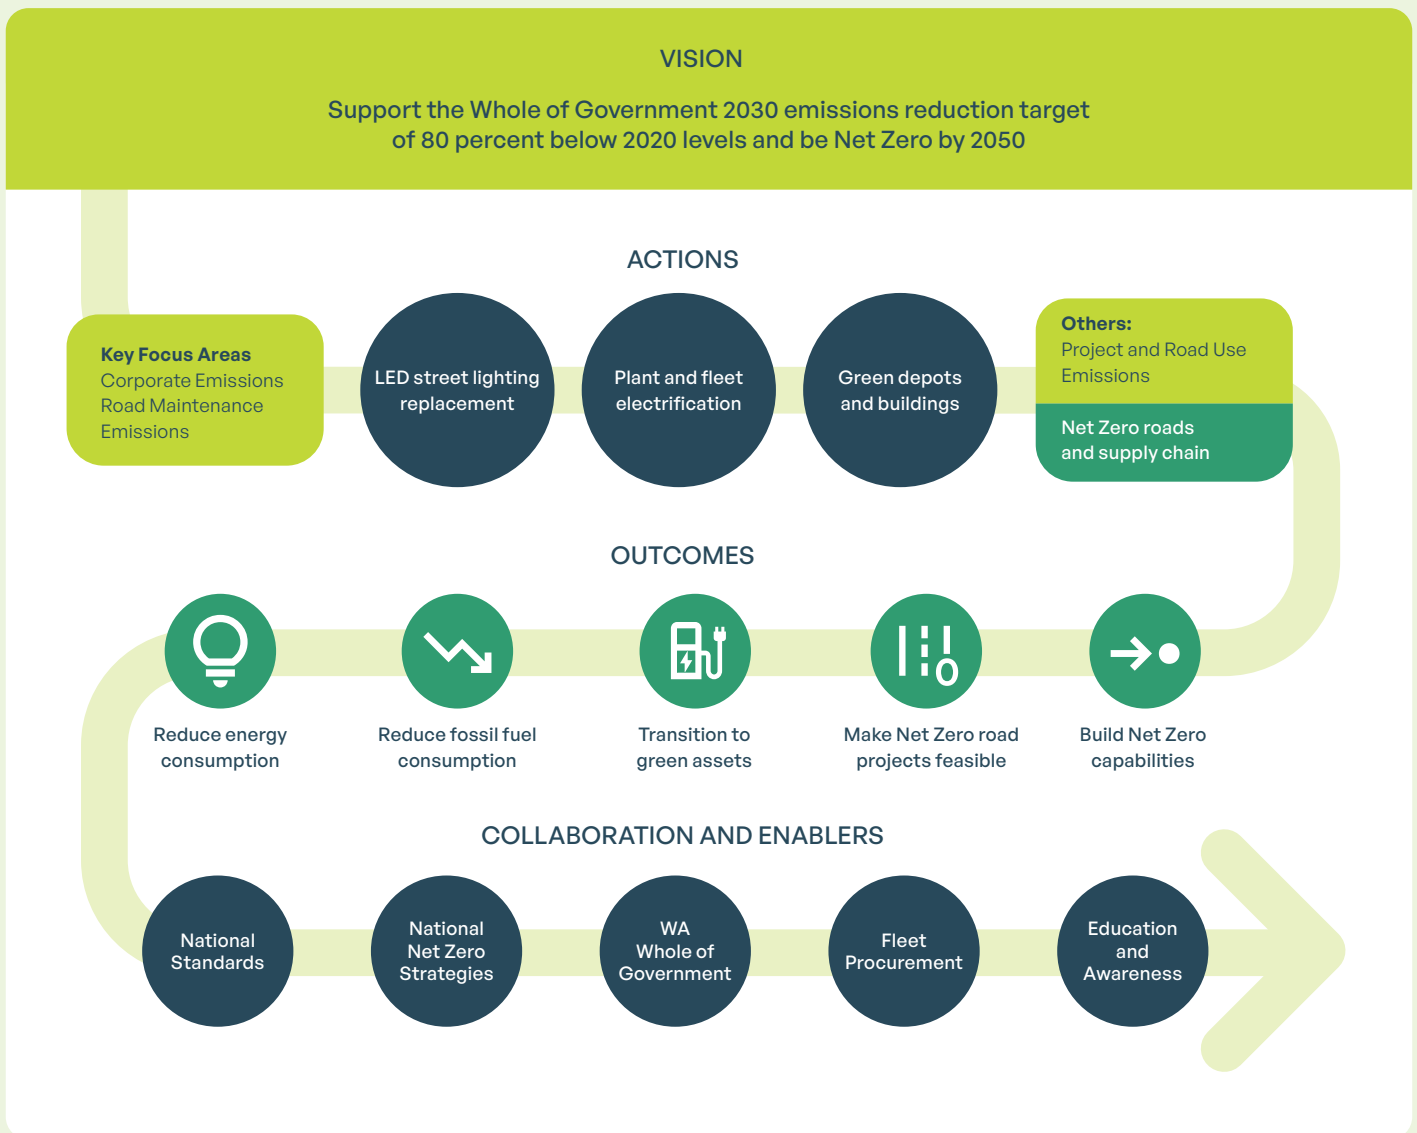 VISION
Support the Whole of Government 2030 emissions reduction target
of 80 percent below 2020 levels and be Net Zero by 2050
ACTIONS
Key Focus Areas
Corporate Emissions
Road Maintenance
Emissions
LED street lighting
replacement
Plant and fleet
electrification
Green depots
and buildings
Others:
Project and Road Use
Emissions
Net Zero roads
and supply chain
OUTCOMES
Reduce energy
consumption
Reduce fossil fuel
consumption
Transition to
green assets
Make Net Zero road
projects feasible
Build Net Zero
capabilities
COLLABORATION AND ENABLERS
National
Standards
National
Net Zero
Strategies
WA
Whole of
Government
Fleet
Procurement
Education
and
Awareness